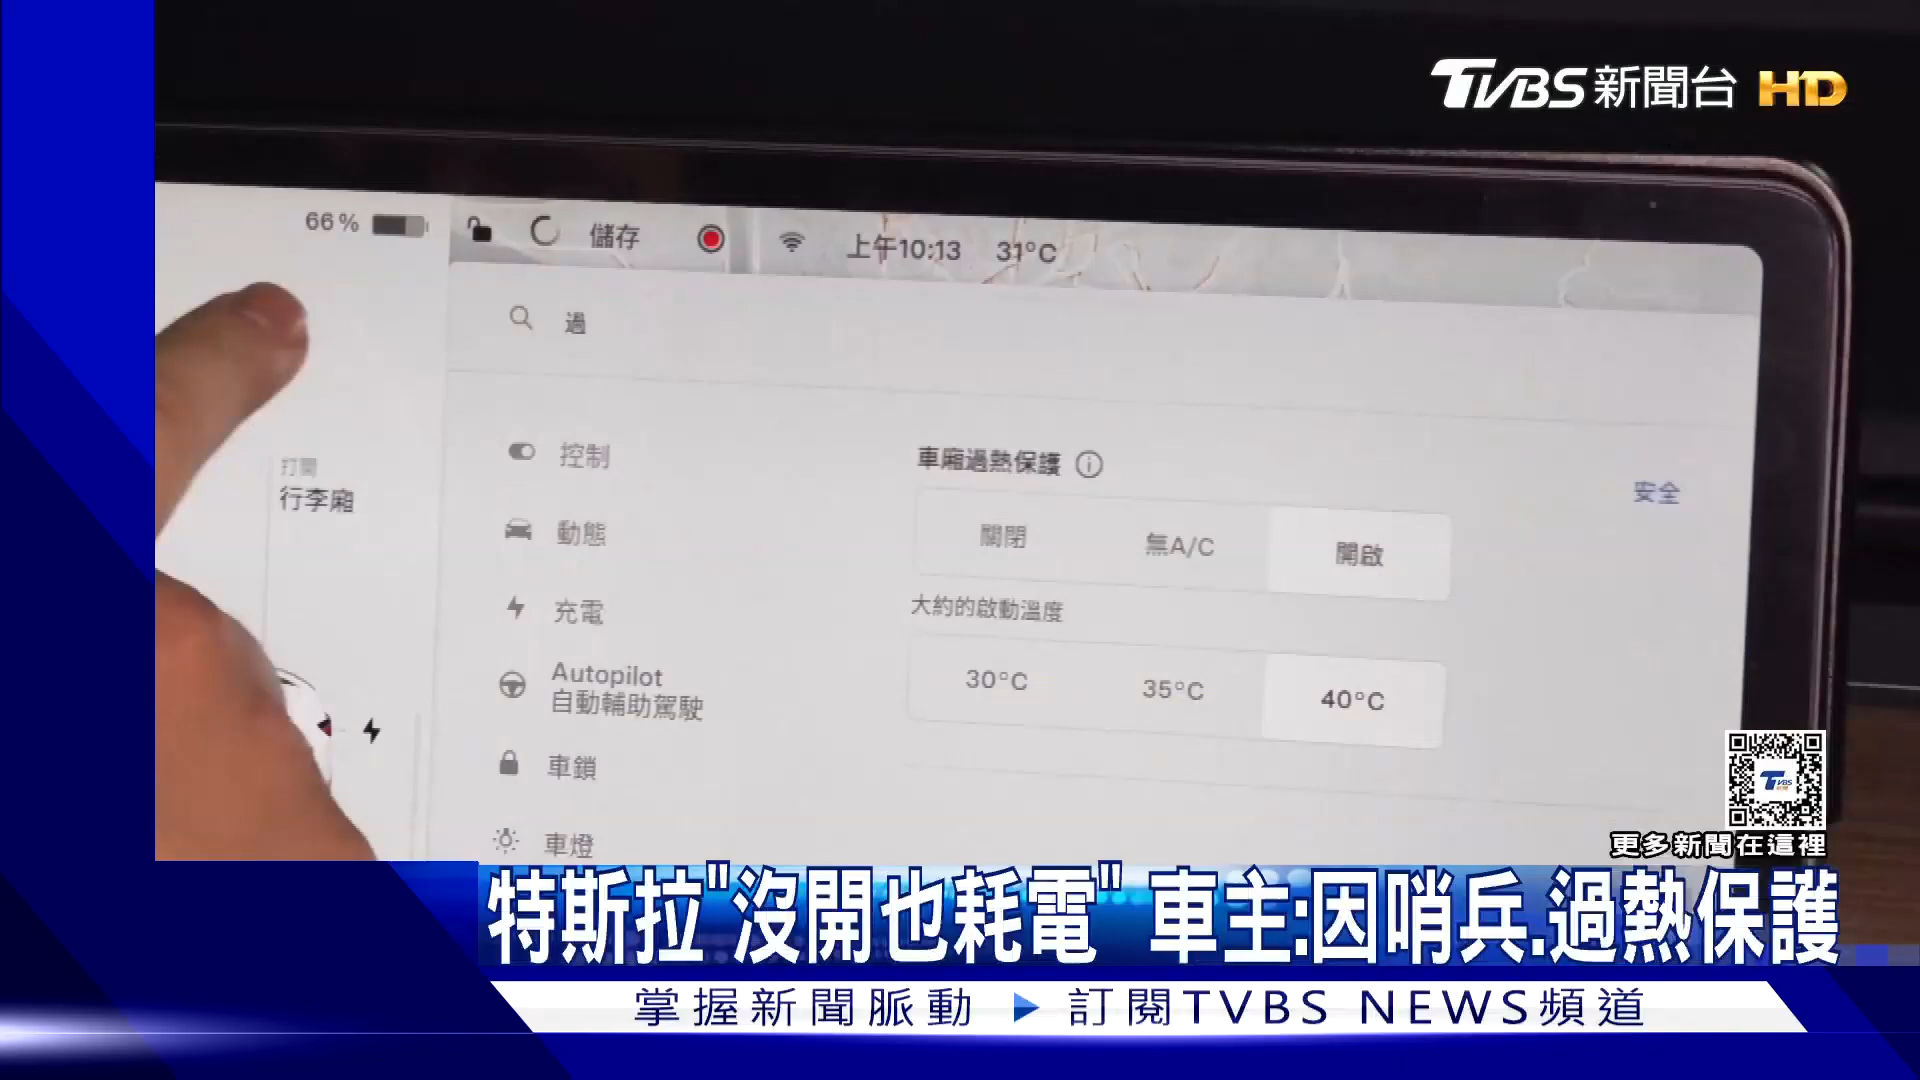 TVBS新聞台 HD
66%
儲存
上午10:13
31°C
過
打開
行李廂
控制
動態
充電
Autopilot
自動輔助駕駛
車鎖
車燈
車廂過熱保護
安全
關閉
無A/C
開啟
大約的啟動溫度
30°C
35°C
40°C
TVBS
更多新聞在這裡
特斯拉"沒開也耗電" 車主:因哨兵.過熱保護
掌握新聞脈動 ▶ 訂閱TVBS NEWS頻道